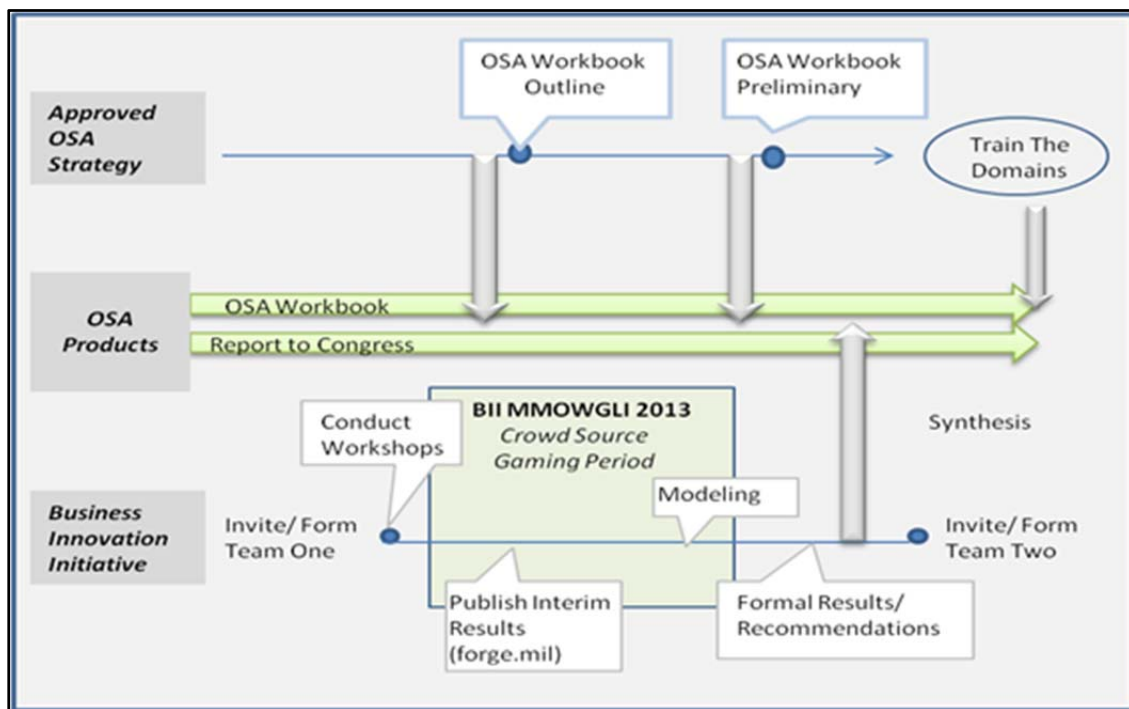 OSA Workbook
Outline
OSA Workbook
Preliminary
Approved
OSA
Strategy
Train The
Domains
OSA
Products
OSA Workbook
Report to Congress
BII MMOWGLI 2013
Crowd Source
Gaming Period
Conduct
Workshops
Synthesis
Modeling
Business
Innovation
Initiative
Invite/ Form
Team One
Invite/ Form
Team Two
Publish Interim
Results
(forge.mil)
Formal Results/
Recommendations